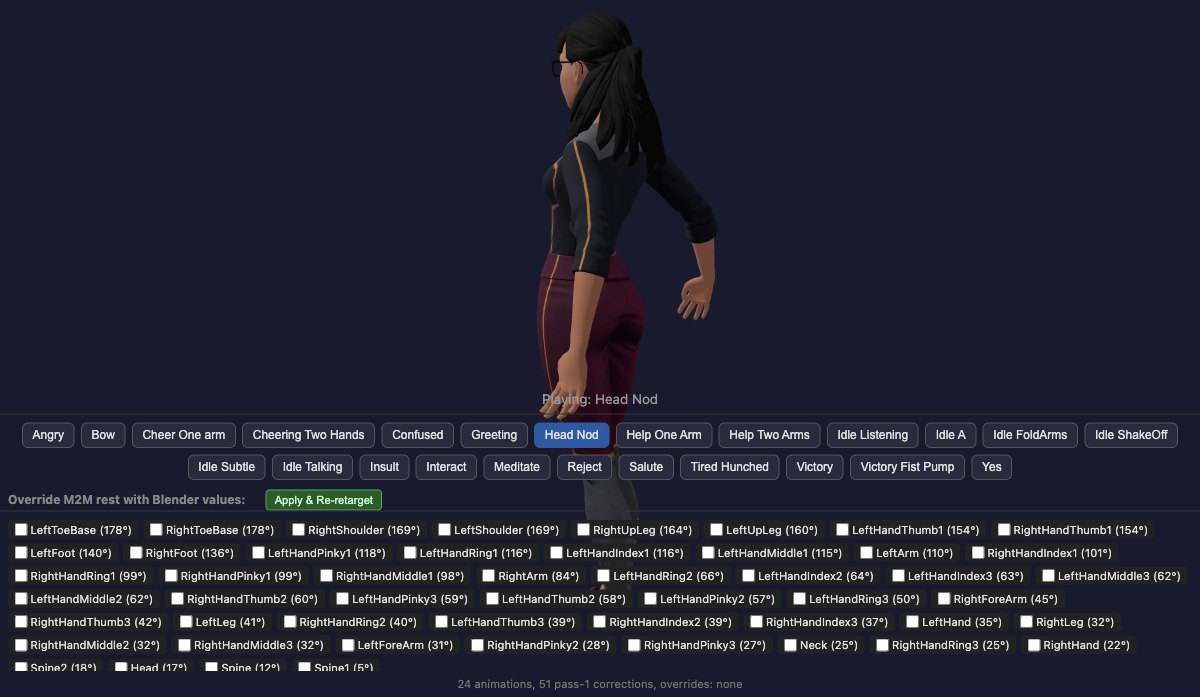 Playing: Head Nod
Angry Bow Cheer One arm Cheering Two Hands Confused Greeting Head Nod Help One Arm Help Two Arms Idle Listening Idle A Idle FoldArms Idle ShakeOff
Idle Subtle Idle Talking Insult Interact Meditate Reject Salute Tired Hunched Victory Victory Fist Pump Yes
Override M2M rest with Blender values: Apply & Re-retarget
LeftToeBase (178°) RightToeBase (178°) RightShoulder (169°) LeftShoulder (169°) RightUpLeg (164°) LeftUpLeg (160°) LeftHandThumb1 (154°) RightHandThumb1 (154°)
LeftFoot (140°) RightFoot (136°) LeftHandPinky1 (118°) LeftHandRing1 (116°) LeftHandIndex1 (116°) LeftHandMiddle1 (115°) LeftArm (110°) RightHandIndex1 (101°)
RightHandRing1 (99°) RightHandPinky1 (99°) RightHandMiddle1 (98°) RightArm (84°) LeftHandRing2 (66°) LeftHandIndex2 (64°) LeftHandIndex3 (63°) LeftHandMiddle3 (62°)
LeftHandMiddle2 (62°) RightHandThumb2 (60°) LeftHandPinky3 (59°) LeftHandThumb2 (58°) LeftHandPinky2 (57°) LeftHandRing3 (50°) RightForeArm (45°)
RightHandThumb3 (42°) LeftLeg (41°) RightHandRing2 (40°) LeftHandThumb3 (39°) RightHandIndex2 (39°) RightHandIndex3 (37°) LeftHand (35°) RightLeg (32°)
RightHandMiddle2 (32°) RightHandMiddle3 (32°) LeftForeArm (31°) RightHandPinky2 (28°) RightHandPinky3 (27°) Neck (25°) RightHandRing3 (25°) RightHand (22°)
Spine2 (18°) Head (17°) Spine (12°) Spine1 (5°)
24 animations, 51 pass-1 corrections, overrides: none